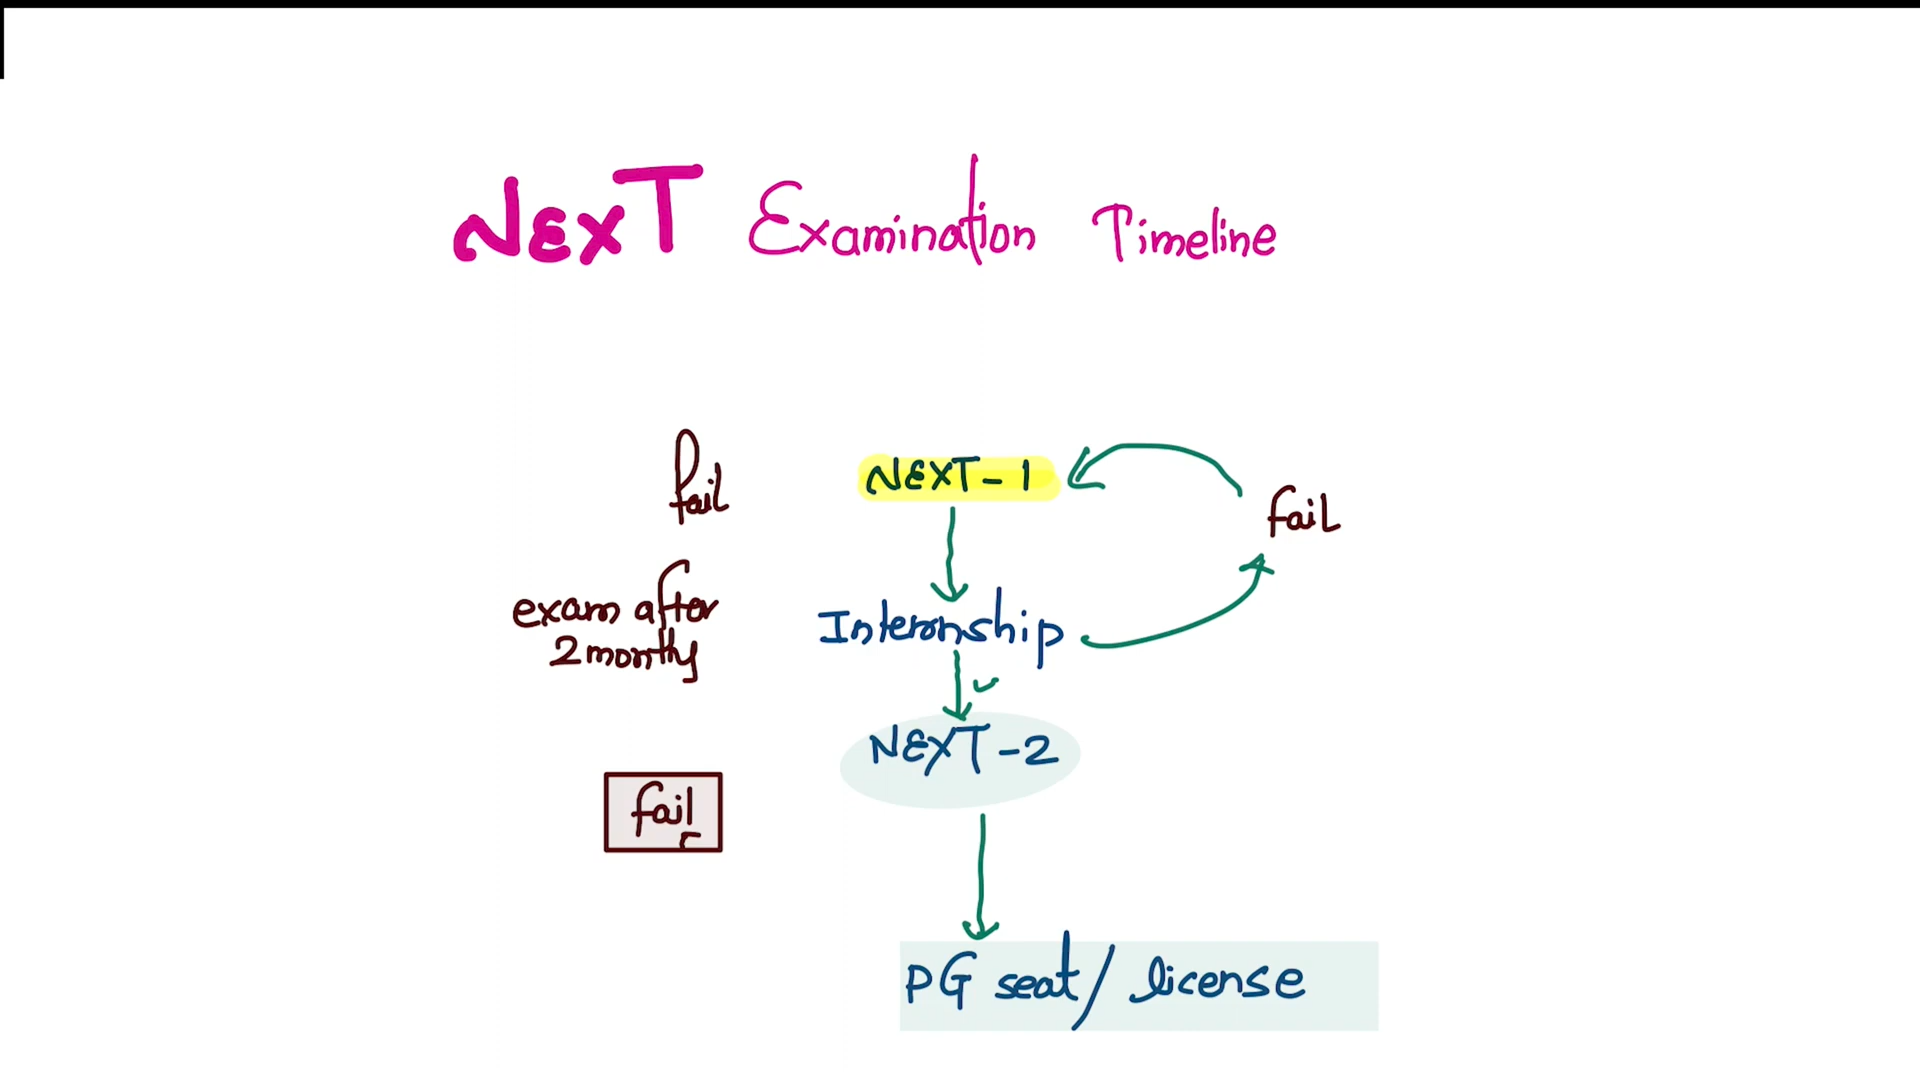 NExT Examination Timeline
fail
NEXT-1
fail
exam after
2 months
Internship
NEXT-2
fail
PG seat/ license